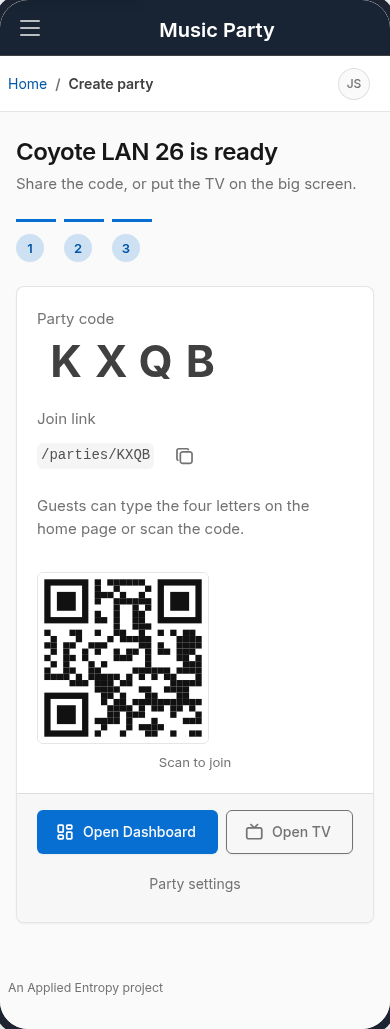 Music Party
Home / Create party
JS
Coyote LAN 26 is ready
Share the code, or put the TV on the big screen.
1 2 3
Party code
K X Q B
Join link
/parties/KXQB
Guests can type the four letters on the
home page or scan the code.
Scan to join
Open Dashboard
Open TV
Party settings
An Applied Entropy project